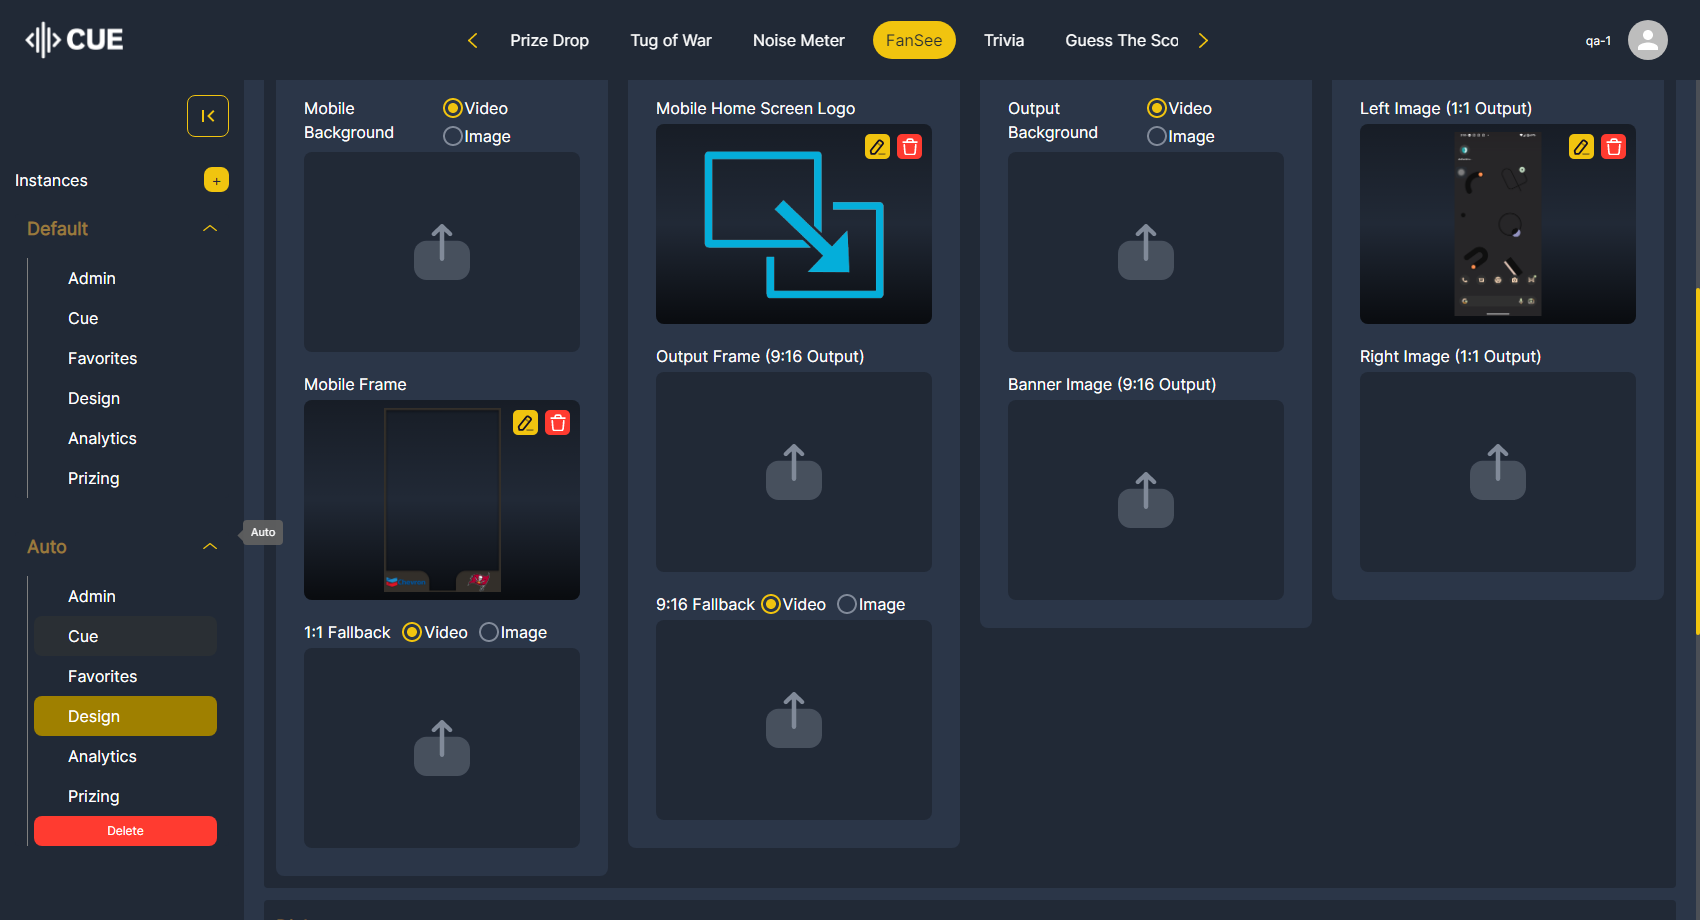 CUE
Prize Drop
Tug of War
Noise Meter
FanSee
Trivia
Guess The Sco
qa-1
Instances
+
Default
Admin
Cue
Favorites
Design
Analytics
Prizing
Auto
Auto
Admin
Cue
Favorites
Design
Analytics
Prizing
Delete
Mobile
Background
Video
Image
Mobile Frame
1:1 Fallback
Video
Image
Mobile Home Screen Logo
Output Frame (9:16 Output)
9:16 Fallback
Video
Image
Output
Background
Video
Image
Banner Image (9:16 Output)
Left Image (1:1 Output)
Right Image (1:1 Output)